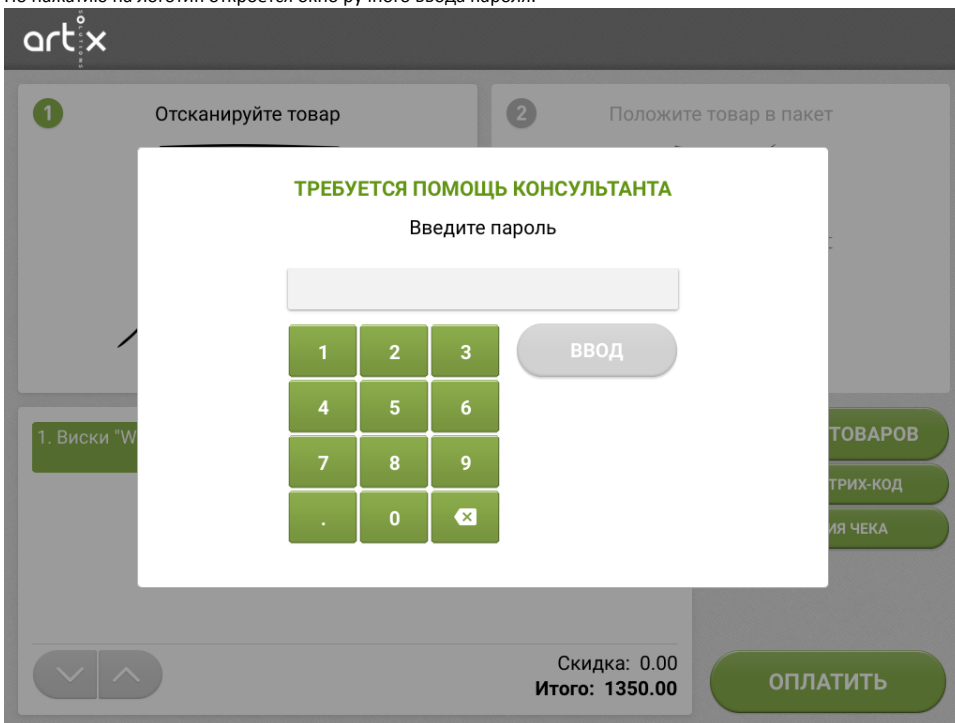 По нажатию на логотип откроется окно ручного ввода пароля.
artix
SOLUTIONS
1 Отсканируйте товар
2 Положите товар в пакет
ТРЕБУЕТСЯ ПОМОЩЬ КОНСУЛЬТАНТА
Введите пароль
1 2 3 ВВОД
4 5 6
7 8 9
. 0
1. Виски "W
ТОВАРОВ
ТРИХ-КОД
ИЯ ЧЕКА
Скидка: 0.00
Итого: 1350.00
ОПЛАТИТЬ